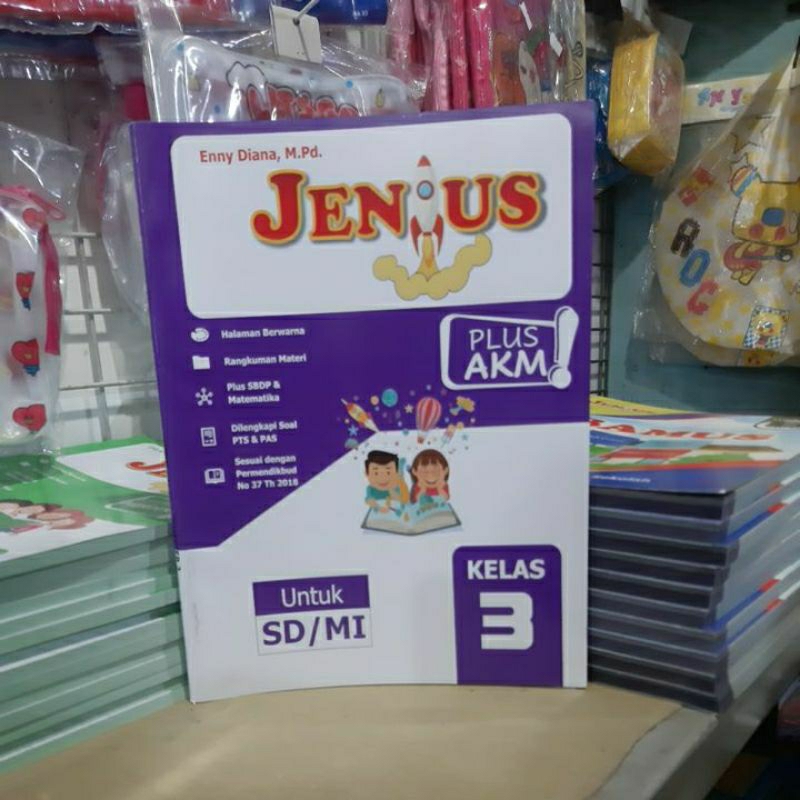 Enny Diana, M.Pd.
JENIUS
PLUS
AKM!
Halaman Berwarna
Rangkuman Materi
Plus SBDP &
Matematika
Dilengkapi Soal
PTS & PAS
Sesuai dengan
Permendikbud
No 37 Th 2018
Untuk
SD/MI
KELAS
3
RAMUS